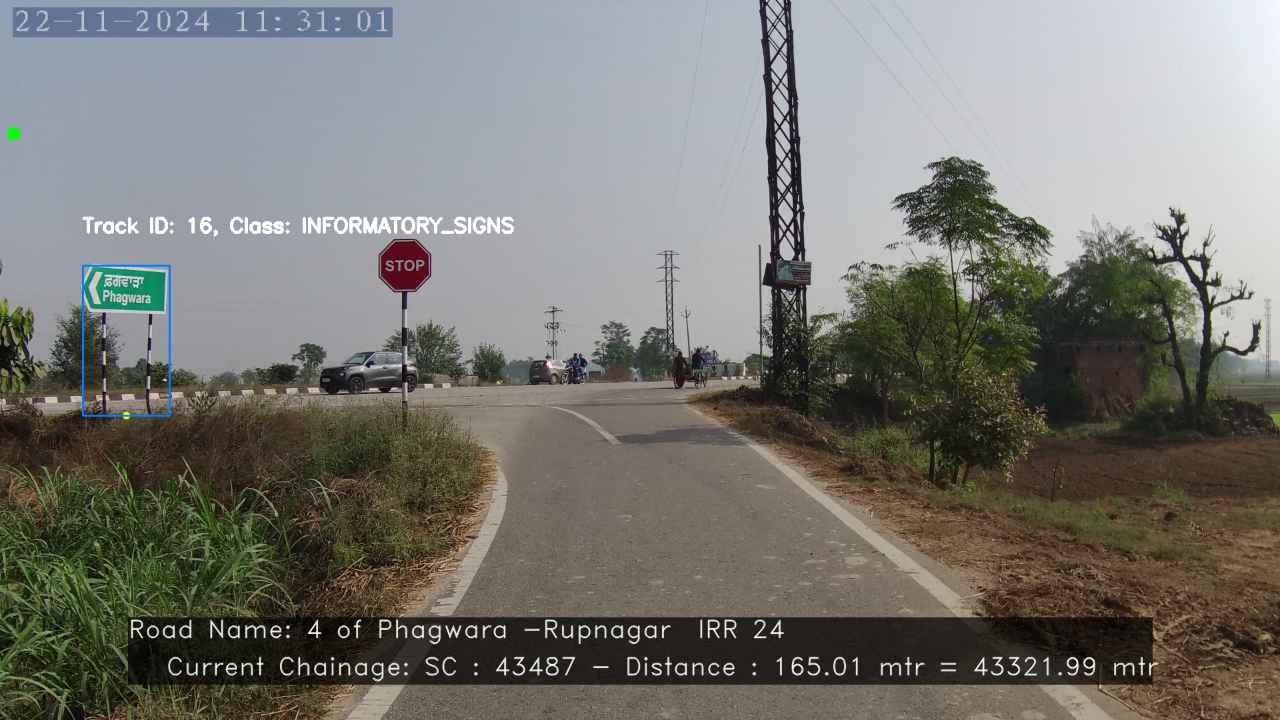 22-11-2024 11:31:01
Track ID: 16, Class: INFORMATORY_SIGNS
ਫ਼ਗਵਾੜਾ
Phagwara
STOP
Road Name: 4 of Phagwara -Rupnagar IRR 24
Current Chainage: SC : 43487 - Distance : 165.01 mtr = 43321.99 mtr